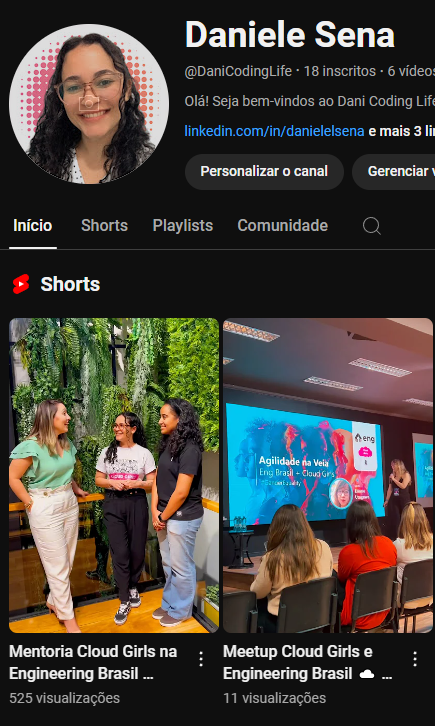 Daniele Sena
@DaniCodingLife · 18 inscritos · 6 vídeos
Olá! Seja bem-vindos ao Dani Coding Life
linkedin.com/in/danielelsena e mais 3
Personalizar o canal
Gerenciar
Início
Shorts
Playlists
Comunidade
Shorts
eng
Agilidade na Veia
Eng Brasil + Cloud Girls
Mentoria Cloud Girls na
Engineering Brasil ...
525 visualizações
Meetup Cloud Girls e
Engineering Brasil ☁ ...
11 visualizações